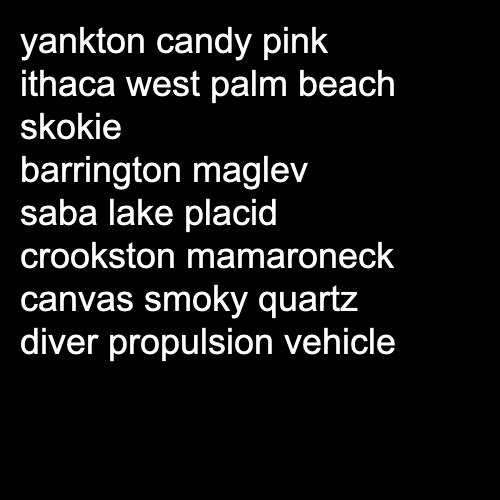 yankton candy pink
ithaca west palm beach
skokie
barrington maglev
saba lake placid
crookston mamaroneck
canvas smoky quartz
diver propulsion vehicle